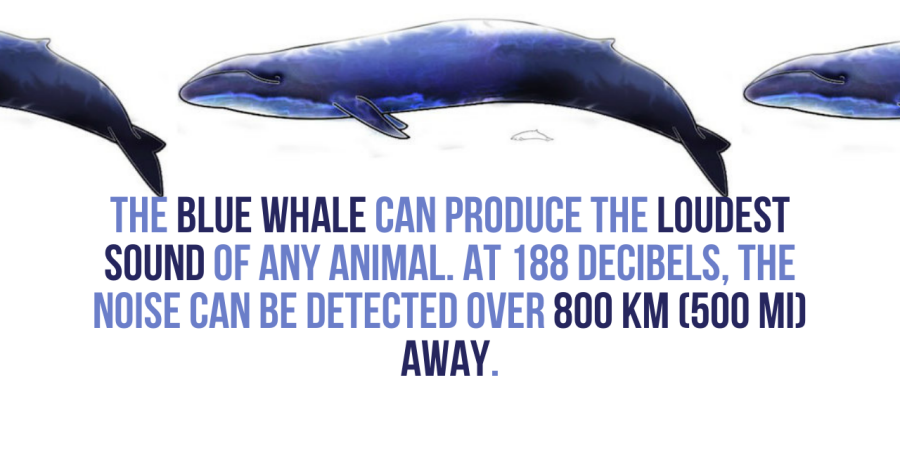 THE BLUE WHALE CAN PRODUCE THE LOUDEST
SOUND OF ANY ANIMAL. AT 188 DECIBELS, THE
NOISE CAN BE DETECTED OVER 800 KM (500 MI)
AWAY.